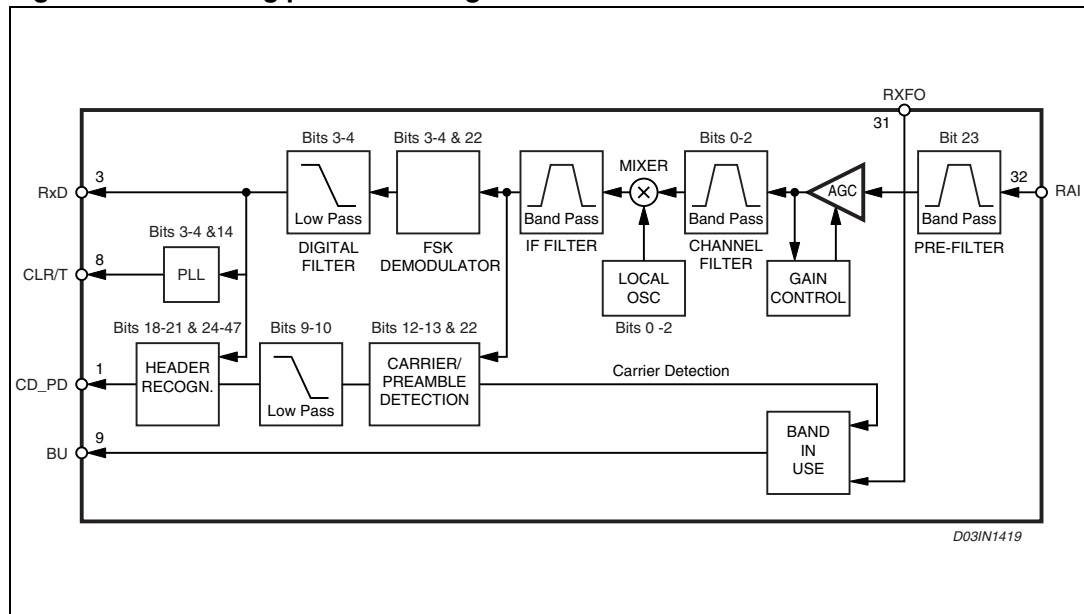 RXFO
31
Bits 3-4
Bits 3-4 & 22
MIXER
Bits 0-2
Bit 23
RxD
3
Low Pass
Band Pass
Band Pass
AGC
Band Pass
32
RAI
DIGITAL
FILTER
FSK
DEMODULATOR
IF FILTER
CHANNEL
FILTER
PRE-FILTER
Bits 3-4 &14
CLR/T
8
PLL
LOCAL
OSC
GAIN
CONTROL
Bits 0 -2
Bits 18-21 & 24-47
Bits 9-10
Bits 12-13 & 22
CD_PD
1
HEADER
RECOGN.
Low Pass
CARRIER/
PREAMBLE
DETECTION
Carrier Detection
BU
9
BAND
IN
USE
D03IN1419